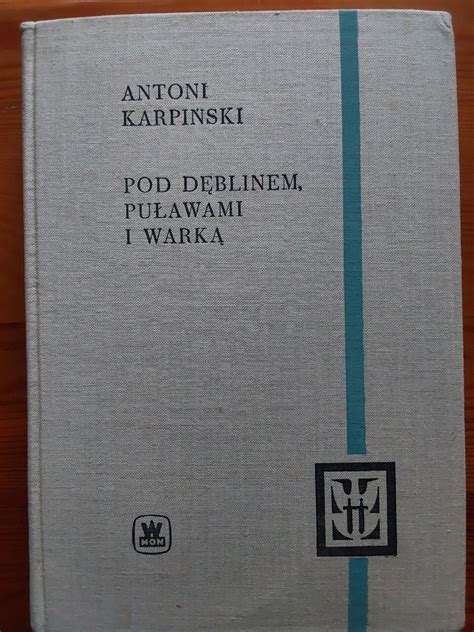 ANTONI
KARPIŃSKI
POD DĘBLINEM,
PUŁAWAMI
I WARKĄ
W
MON